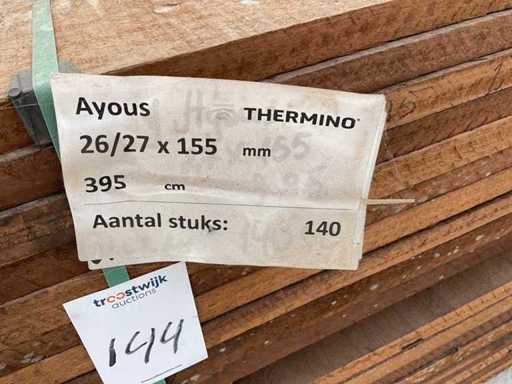 Ayous THERMINO
26/27 x 155 mm
395 cm
Aantal stuks: 140
troostwijk
auctions
144